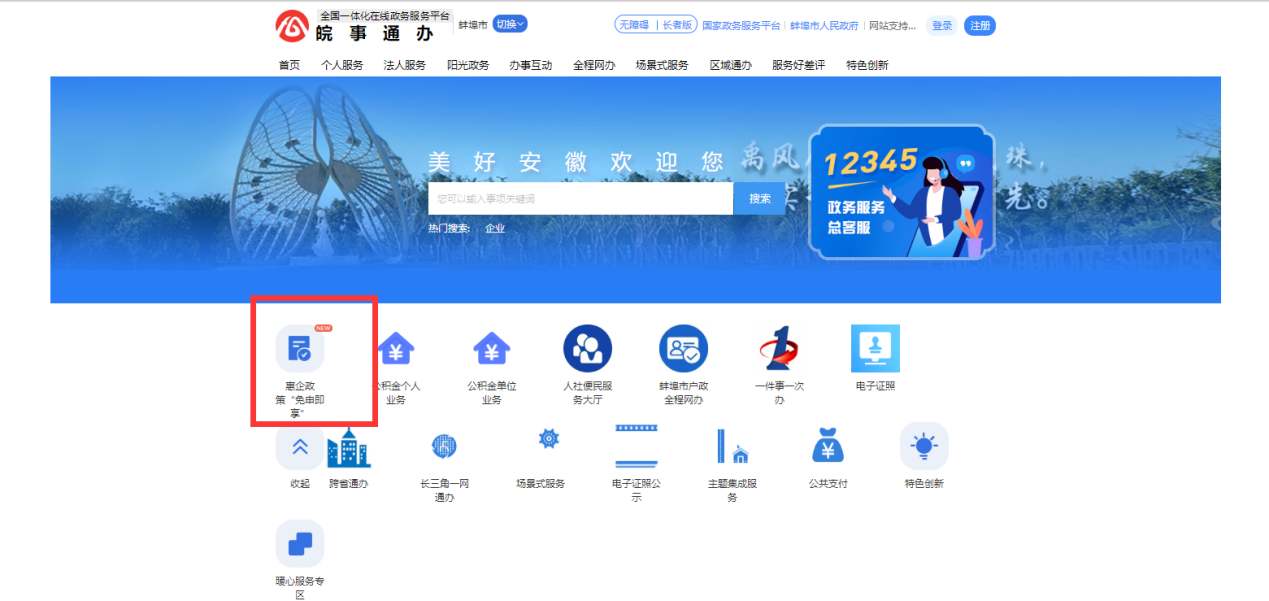 全国一体化在线政务服务平台
皖事通办
蚌埠市 切换
无障碍 | 长者版 国家政务服务平台 | 蚌埠市人民政府 | 网站支持... 登录 注册
首页 个人服务 法人服务 阳光政务 办事互动 全程网办 场景式服务 区域通办 服务好差评 特色创新
美好安徽欢迎您
禹风
珠，
先。
您可以输入事项关键词 搜索
热门搜索: 企业
12345
政务服务
总客服
NEW
惠企政
策“免申即
享”
公积金个人
业务
公积金单位
业务
人社便民服
务大厅
蚌埠市户政
全程网办
一件事一次
办
电子证照
收起
跨省通办
长三角一网
通办
场景式服务
电子证照公
示
主题集成服
务
公共支付
特色创新
暖心服务专
区